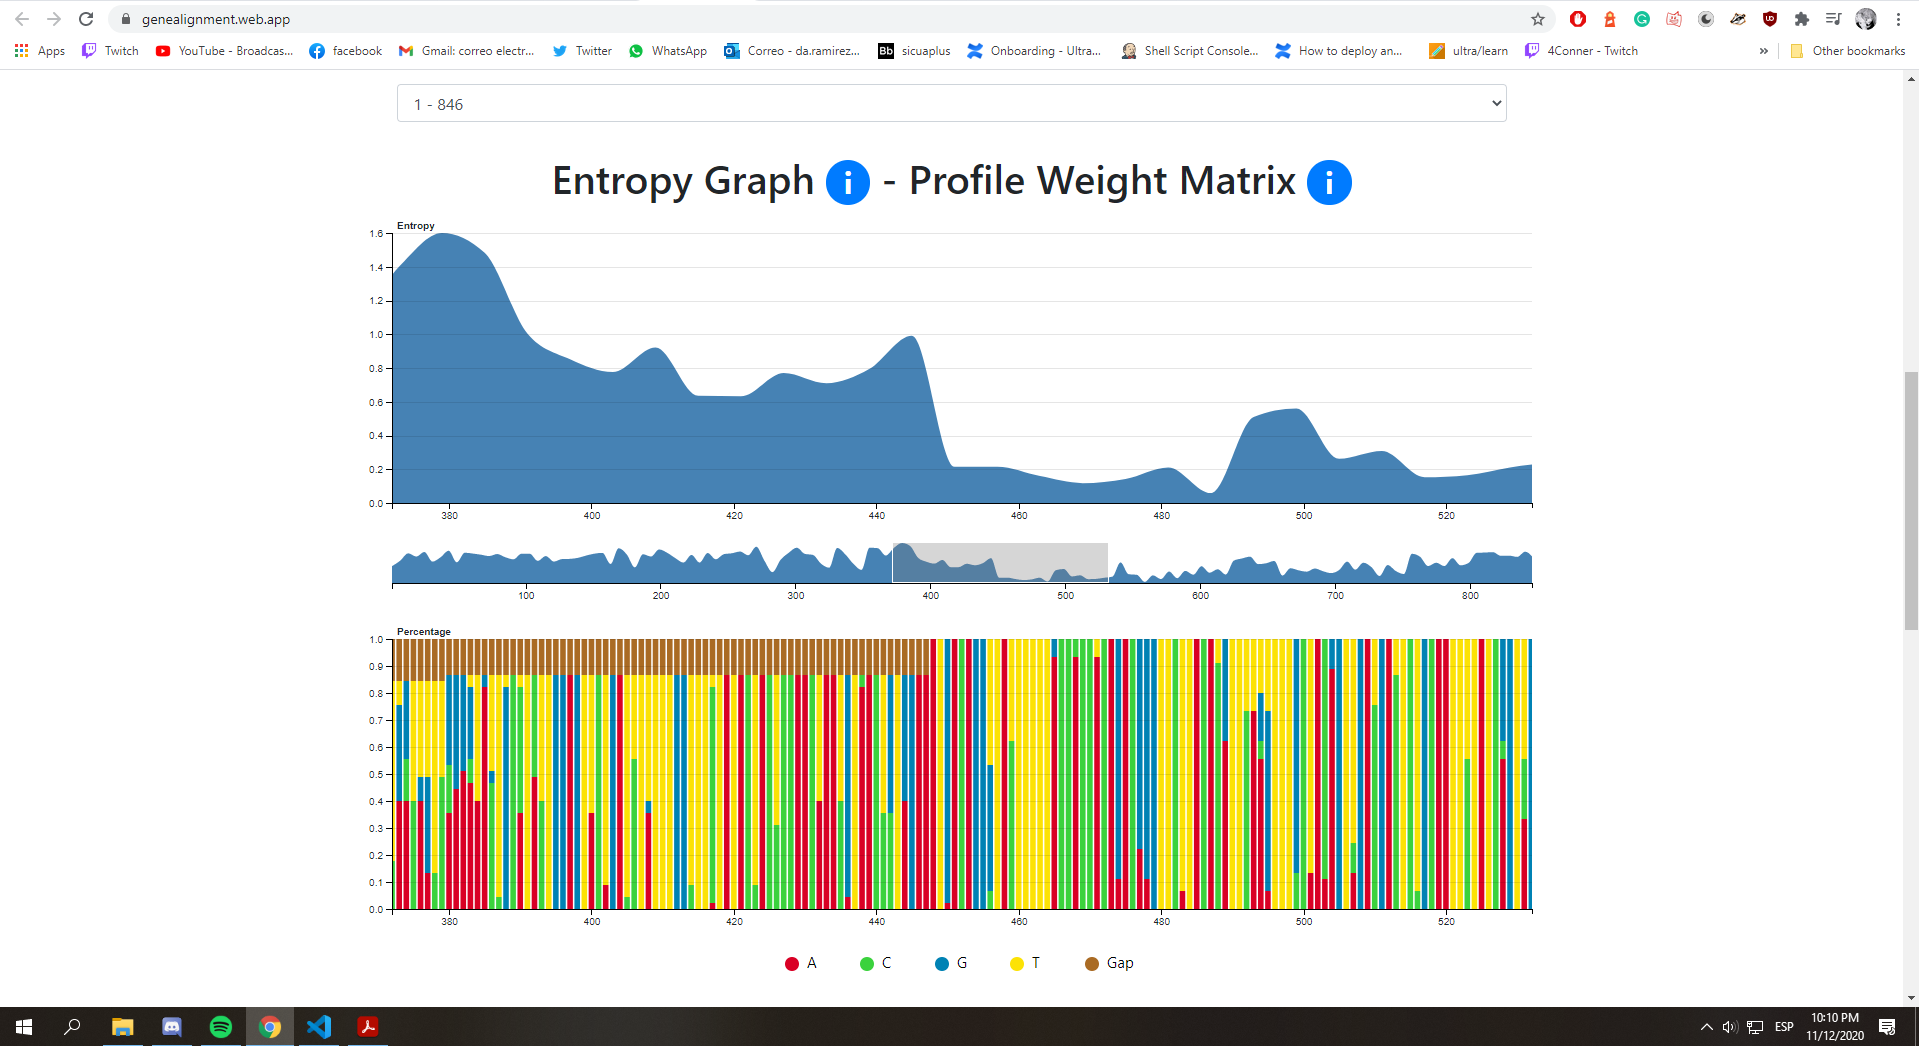 genealignment.web.app
Apps Twitch YouTube - Broadcas... facebook Gmail: correo electr... Twitter WhatsApp Correo - da.ramirez... Bb sicuaplus Onboarding - Ultra... Shell Script Console... How to deploy an... ultra/learn 4Conner - Twitch » Other bookmarks
1 - 846
Entropy Graph i - Profile Weight Matrix i
Entropy
1.6
1.4
1.2
1.0
0.8
0.6
0.4
0.2
0.0
380 400 420 440 460 480 500 520
100 200 300 400 500 600 700 800
Percentage
1.0
0.9
0.8
0.7
0.6
0.5
0.4
0.3
0.2
0.1
0.0
380 400 420 440 460 480 500 520
A C G T Gap
ESP
10:10 PM
11/12/2020